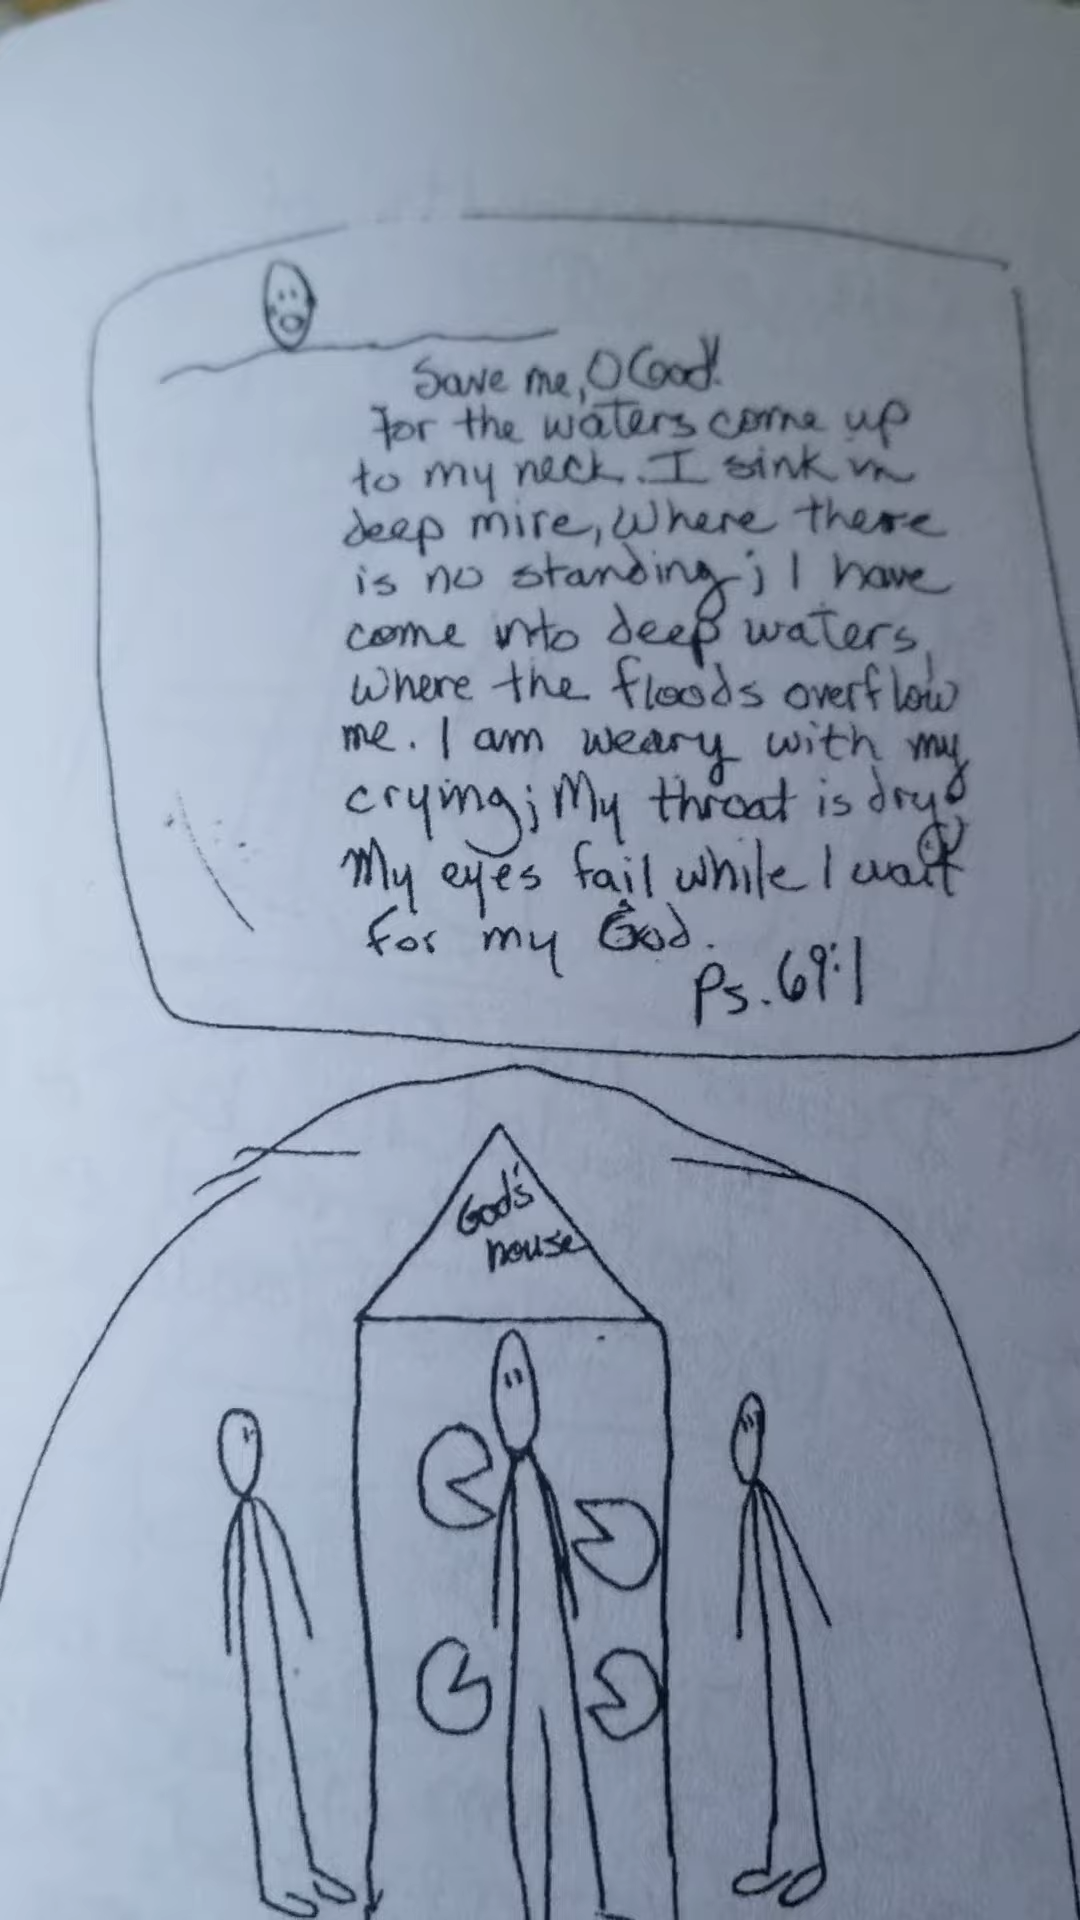 Save me, O God!
For the waters come up
to my neck. I sink in
deep mire, Where there
is no standing; I have
come into deep waters,
Where the floods overflow
me. I am weary with my
crying; My throat is dry;
My eyes fail while I wait
for my God.
Ps. 69:1
God's
house